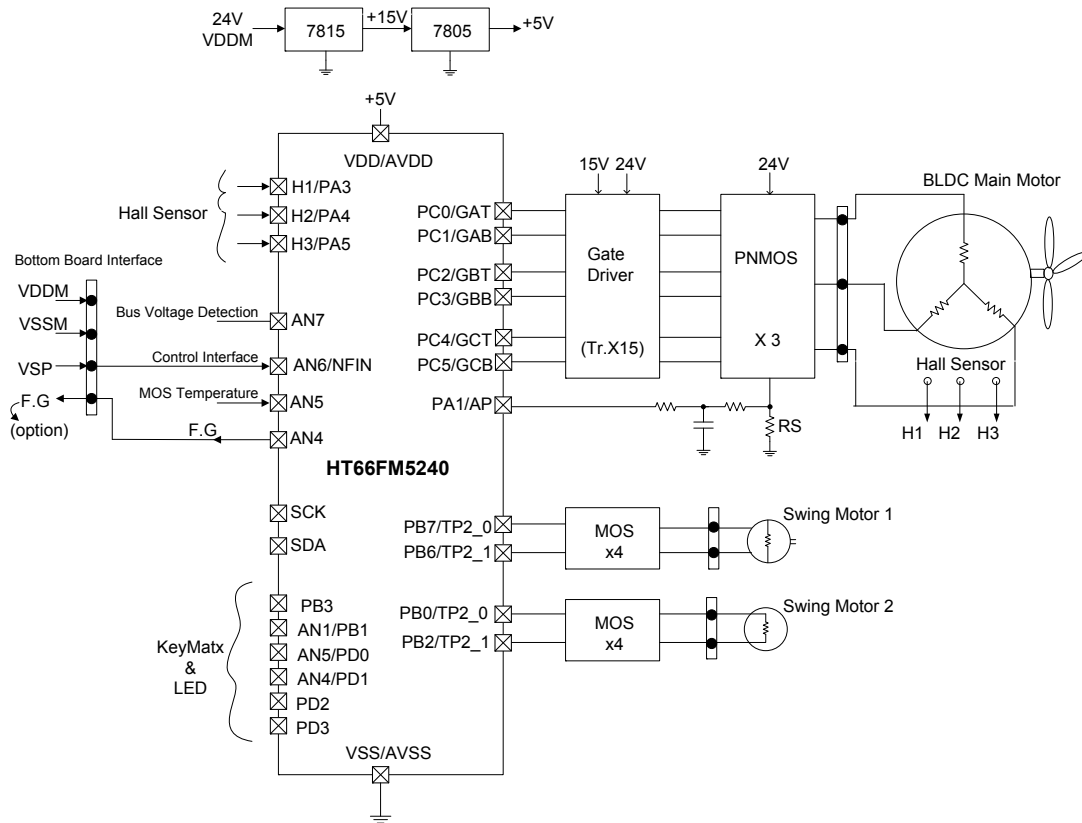 24V
VDDM
7815
+15V
7805
+5V
+5V
VDD/AVDD
Hall Sensor
H1/PA3
H2/PA4
H3/PA5
Bottom Board Interface
VDDM
VSSM
VSP
F.G
(option)
Bus Voltage Detection
AN7
Control Interface
AN6/NFIN
MOS Temperature
AN5
F.G
AN4
HT66FM5240
SCK
SDA
KeyMatx
&
LED
PB3
AN1/PB1
AN5/PD0
AN4/PD1
PD2
PD3
VSS/AVSS
PC0/GAT
PC1/GAB
PC2/GBT
PC3/GBB
PC4/GCT
PC5/GCB
PA1/AP
15V 24V
Gate
Driver
(Tr.X15)
24V
PNMOS
X 3
RS
BLDC Main Motor
Hall Sensor
H1 H2 H3
PB7/TP2_0
PB6/TP2_1
MOS
x4
Swing Motor 1
PB0/TP2_0
PB2/TP2_1
MOS
x4
Swing Motor 2